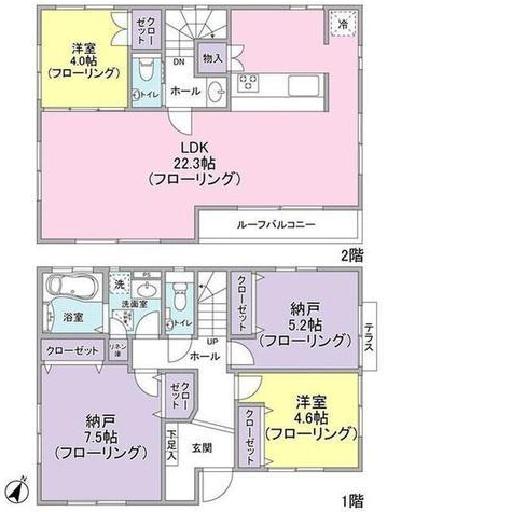 洋室
4.0帖
(フローリング)
クロー
ゼット
トイレ
DN
ホール
物入
冷
LDK
22.3帖
(フローリング)
ルーフバルコニー
2階
浴室
洗
PS
洗面室
リネン
庫
トイレ
UP
ホール
クローゼット
納戸
5.2帖
(フローリング)
テラス
クローゼット
納戸
7.5帖
(フローリング)
クロー
ゼット
下足入
玄関
クローゼット
洋室
4.6帖
(フローリング)
N
1階